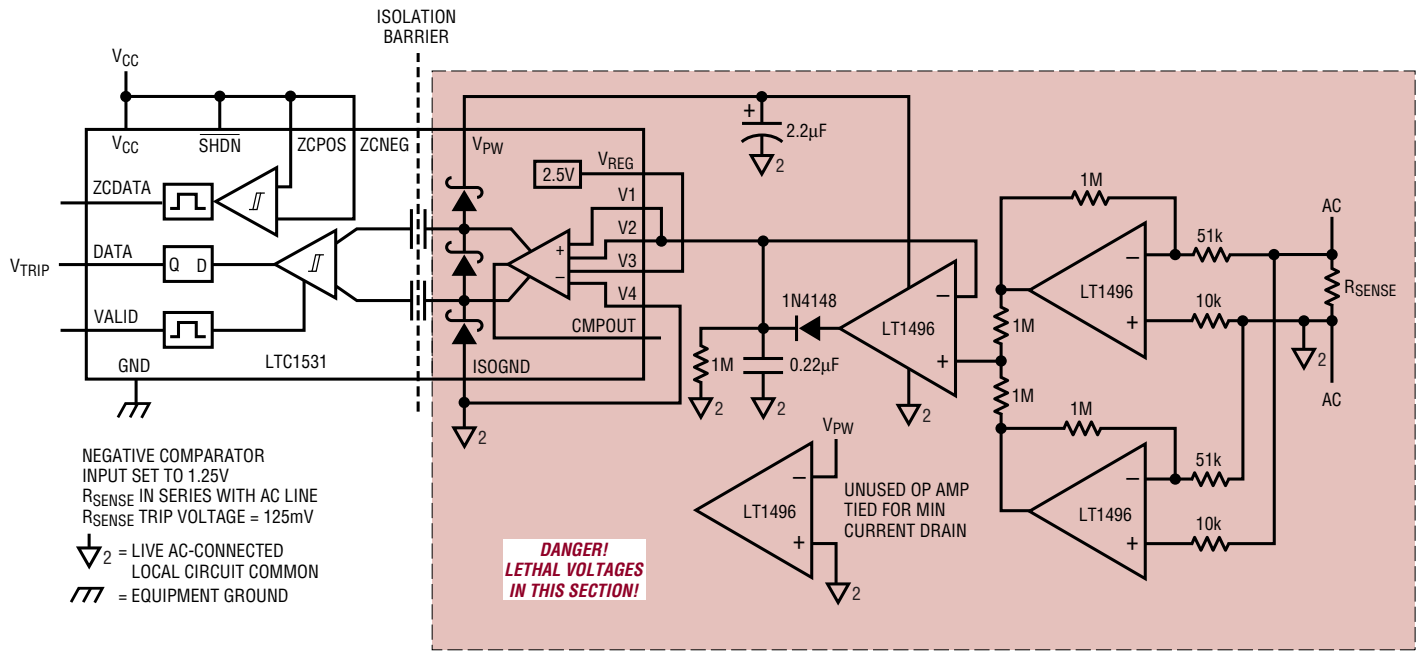 ISOLATION
BARRIER
VCC
VCC
SHDN
ZCPOS
ZCNEG
VPW
+
2.2µF
2
ZCDATA
2.5V
VREG
V1
V2
V3
V4
+
−
DATA
VTRIP
Q D
VALID
CMPOUT
GND
LTC1531
ISOGND
2
1M
2
0.22µF
2
1N4148
LT1496
−
+
2
1M
AC
51k
−
LT1496
+
10k
RSENSE
2
AC
1M
1M
1M
51k
−
LT1496
+
10k
VPW
−
LT1496
+
2
UNUSED OP AMP
TIED FOR MIN
CURRENT DRAIN
DANGER!
LETHAL VOLTAGES
IN THIS SECTION!
NEGATIVE COMPARATOR
INPUT SET TO 1.25V
RSENSE IN SERIES WITH AC LINE
RSENSE TRIP VOLTAGE = 125mV
2 = LIVE AC-CONNECTED
LOCAL CIRCUIT COMMON
= EQUIPMENT GROUND